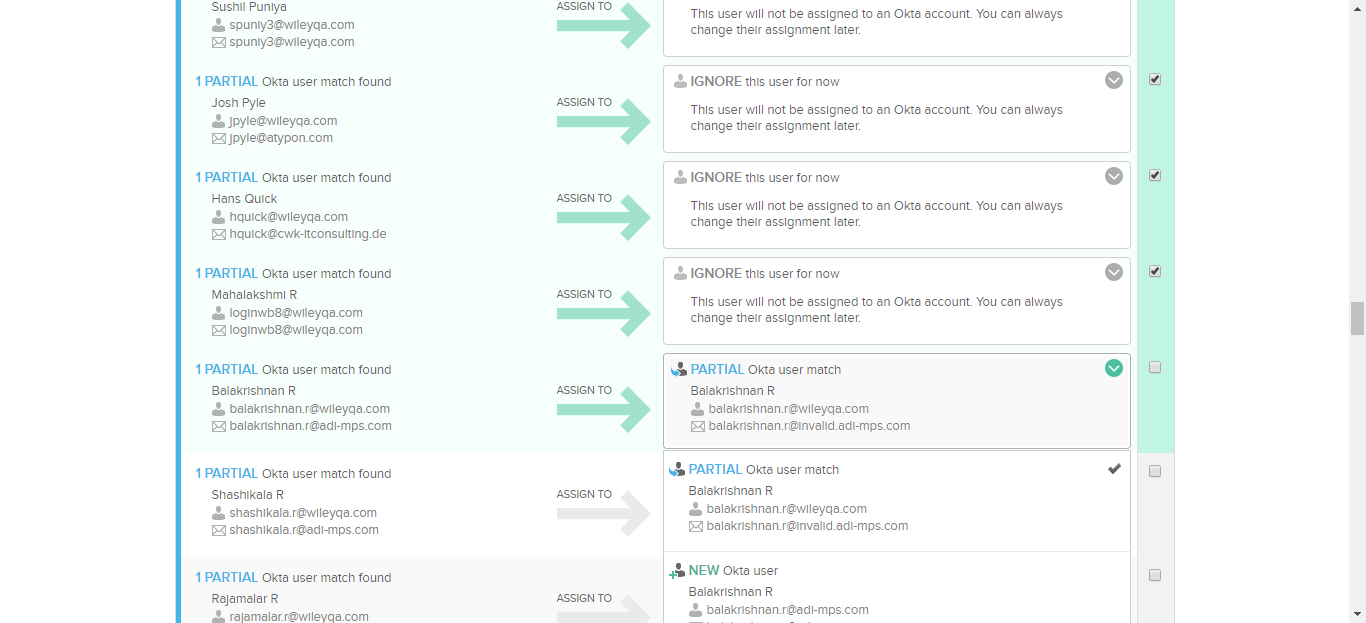 Sushil Puniya
spuniy3@wileyqa.com
spuniy3@wileyqa.com
ASSIGN TO
This user will not be assigned to an Okta account. You can always
change their assignment later.
1 PARTIAL Okta user match found
Josh Pyle
jpyle@wileyqa.com
jpyle@atypon.com
ASSIGN TO
IGNORE this user for now
This user will not be assigned to an Okta account. You can always
change their assignment later.
1 PARTIAL Okta user match found
Hans Quick
hquick@wileyqa.com
hquick@cwk-itconsulting.de
ASSIGN TO
IGNORE this user for now
This user will not be assigned to an Okta account. You can always
change their assignment later.
1 PARTIAL Okta user match found
Mahalakshmi R
loginwb8@wileyqa.com
loginwb8@wileyqa.com
ASSIGN TO
IGNORE this user for now
This user will not be assigned to an Okta account. You can always
change their assignment later.
1 PARTIAL Okta user match found
Balakrishnan R
balakrishnan.r@wileyqa.com
balakrishnan.r@adi-mps.com
ASSIGN TO
PARTIAL Okta user match
Balakrishnan R
balakrishnan.r@wileyqa.com
balakrishnan.r@invalid.adi-mps.com
1 PARTIAL Okta user match found
Shashikala R
shashikala.r@wileyqa.com
shashikala.r@adi-mps.com
ASSIGN TO
PARTIAL Okta user match
Balakrishnan R
balakrishnan.r@wileyqa.com
balakrishnan.r@invalid.adi-mps.com
1 PARTIAL Okta user match found
Rajamalar R
rajamalar.r@wileyqa.com
ASSIGN TO
NEW Okta user
Balakrishnan R
balakrishnan.r@adi-mps.com